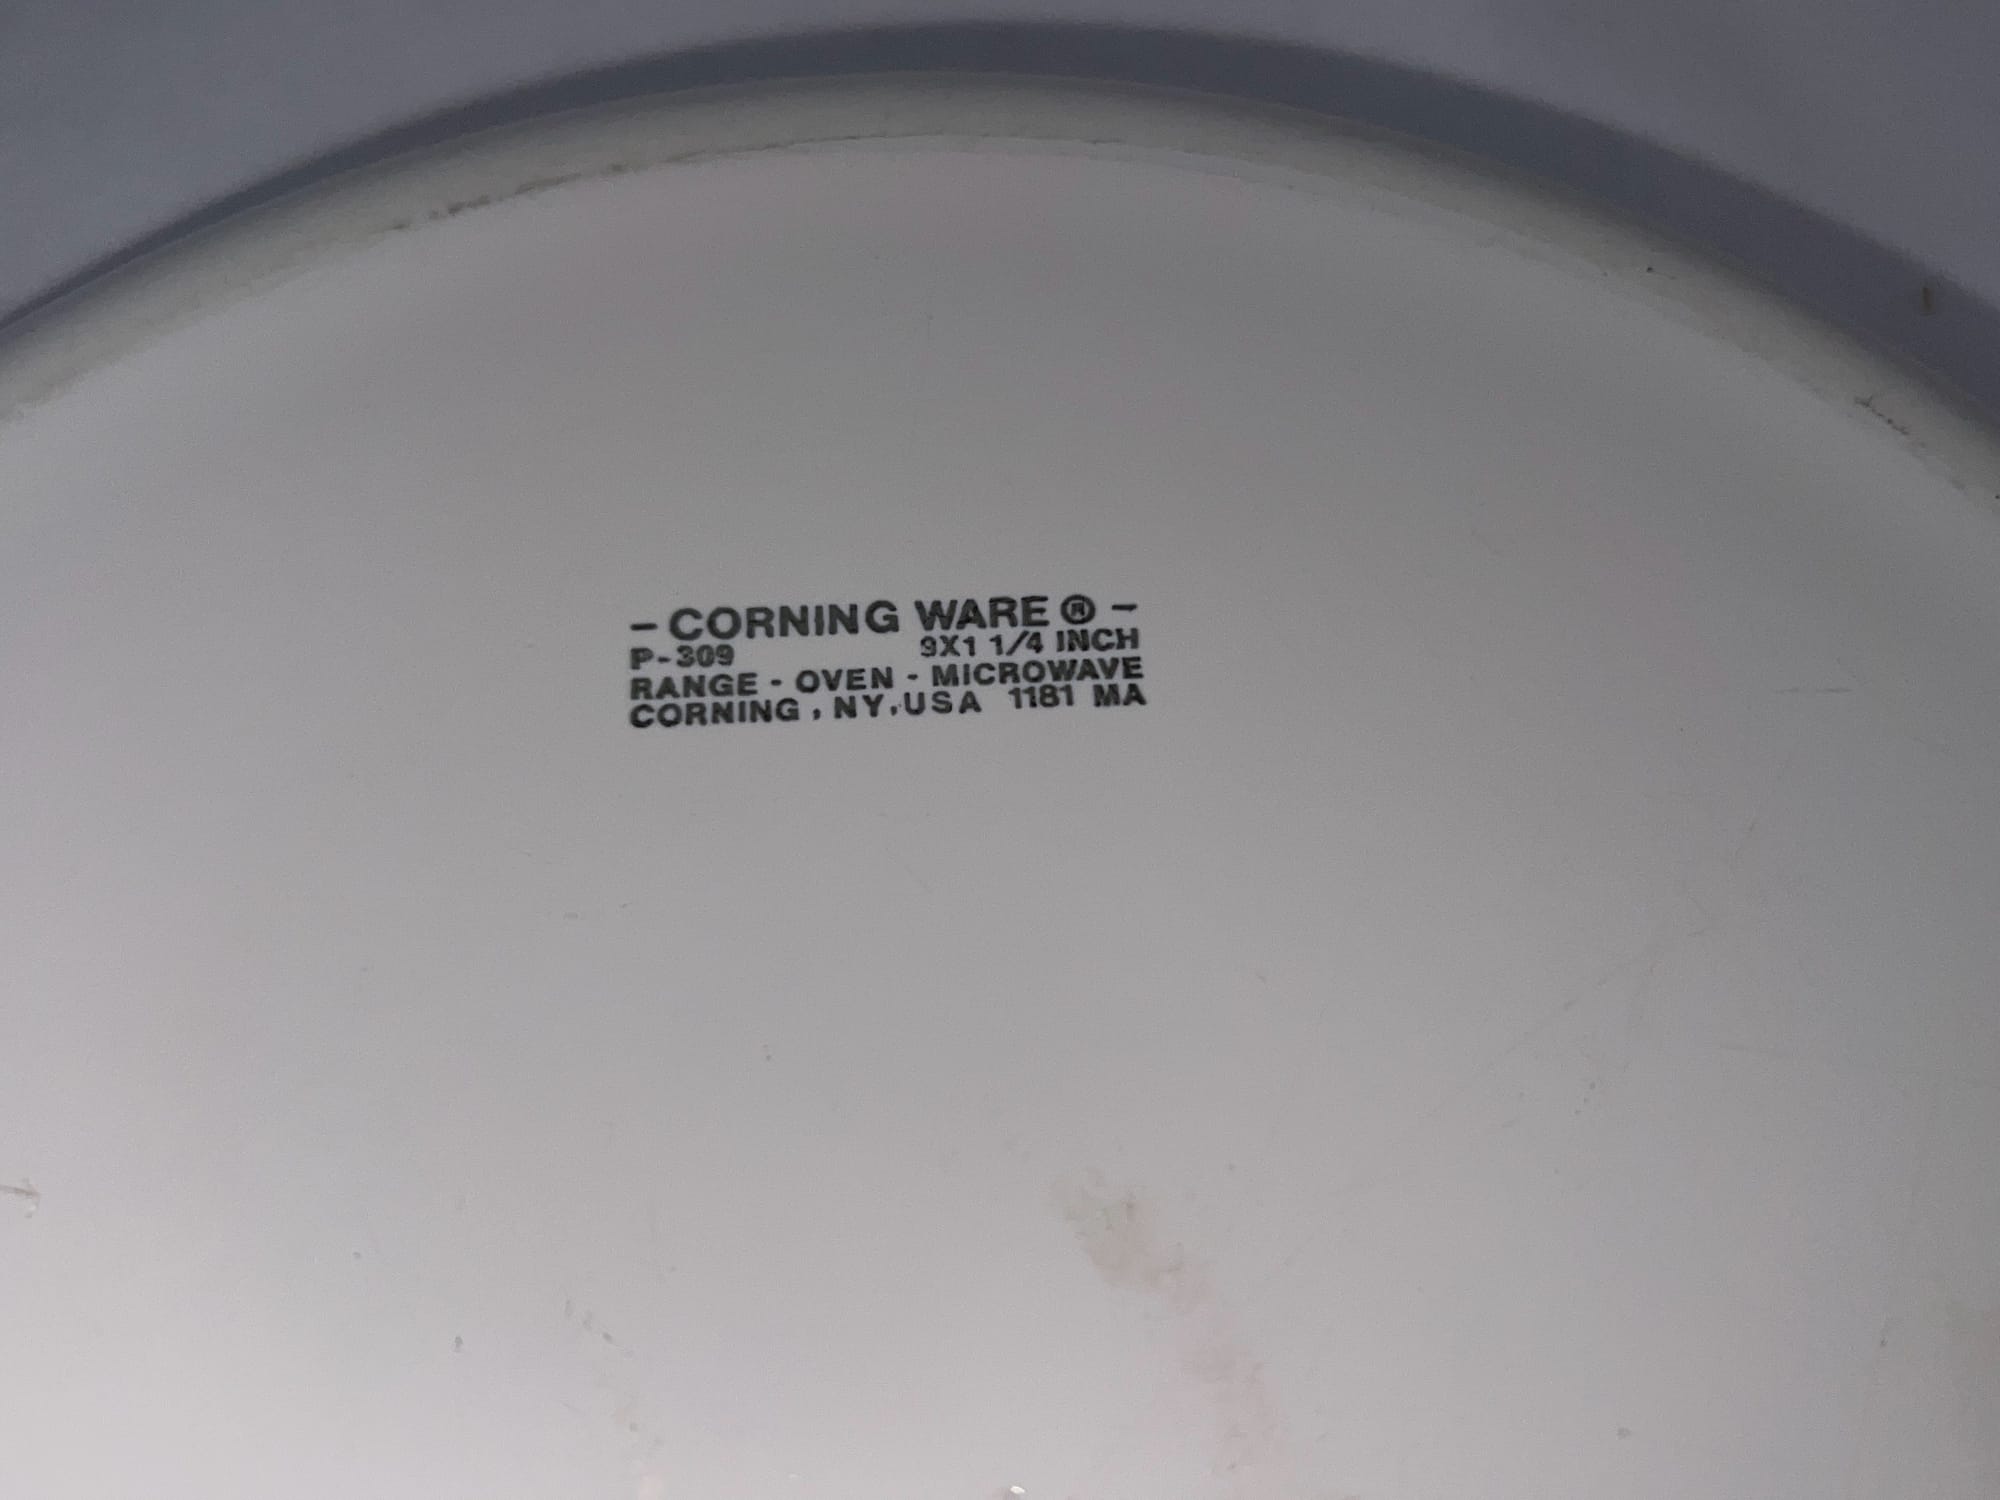 - CORNING WARE ® -
P-309 9X1 1/4 INCH
RANGE - OVEN - MICROWAVE
CORNING , NY, USA 1181 MA